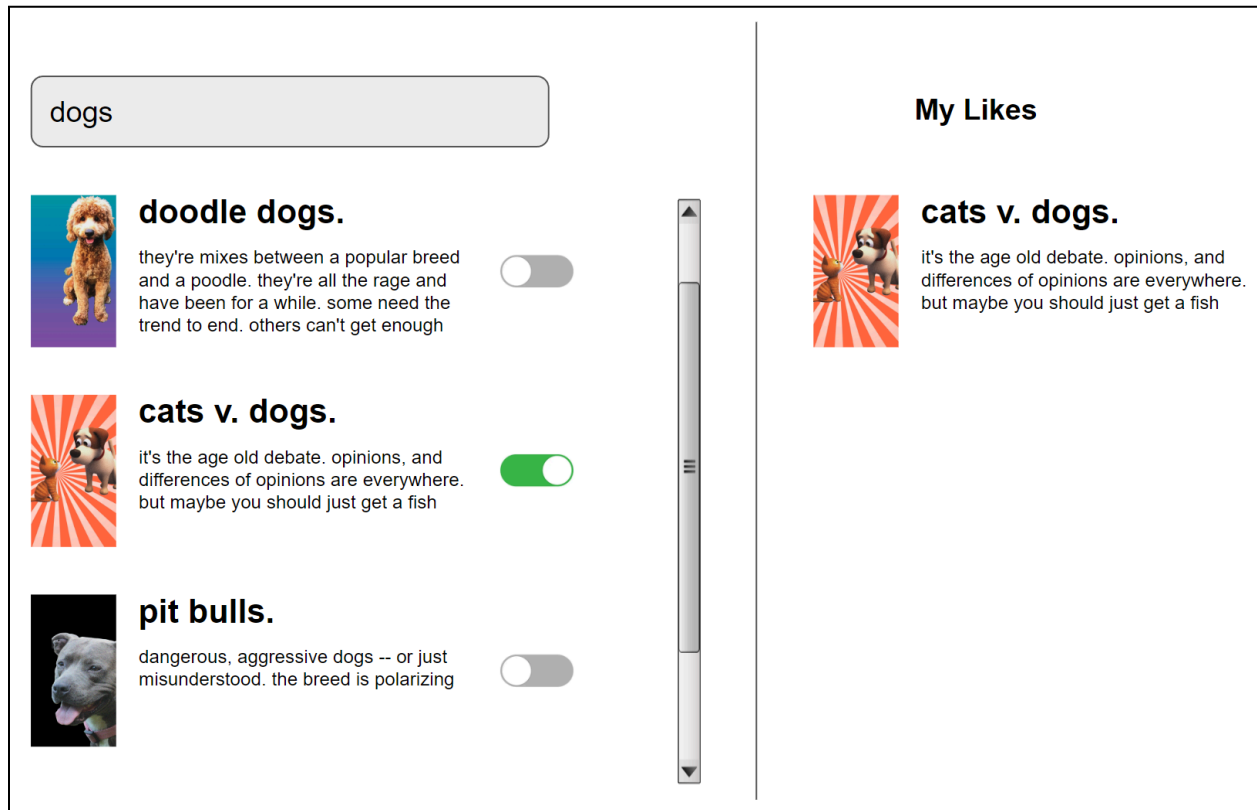 dogs
doodle dogs.
they're mixes between a popular breed
and a poodle. they're all the rage and
have been for a while. some need the
trend to end. others can't get enough
cats v. dogs.
it's the age old debate. opinions, and
differences of opinions are everywhere.
but maybe you should just get a fish
pit bulls.
dangerous, aggressive dogs -- or just
misunderstood. the breed is polarizing
My Likes
cats v. dogs.
it's the age old debate. opinions, and
differences of opinions are everywhere.
but maybe you should just get a fish